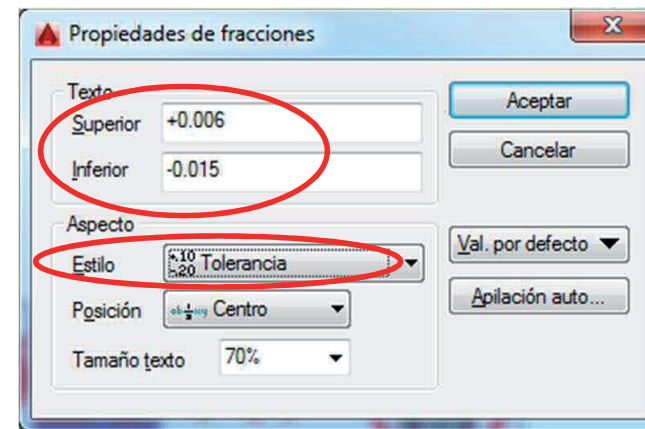 Propiedades de fracciones
Texto
Superior +0.006
Inferior -0.015
Aceptar
Cancelar
Aspecto
Estilo Tolerancia
Posición Centro
Tamaño texto 70%
Val. por defecto
Apilación auto...